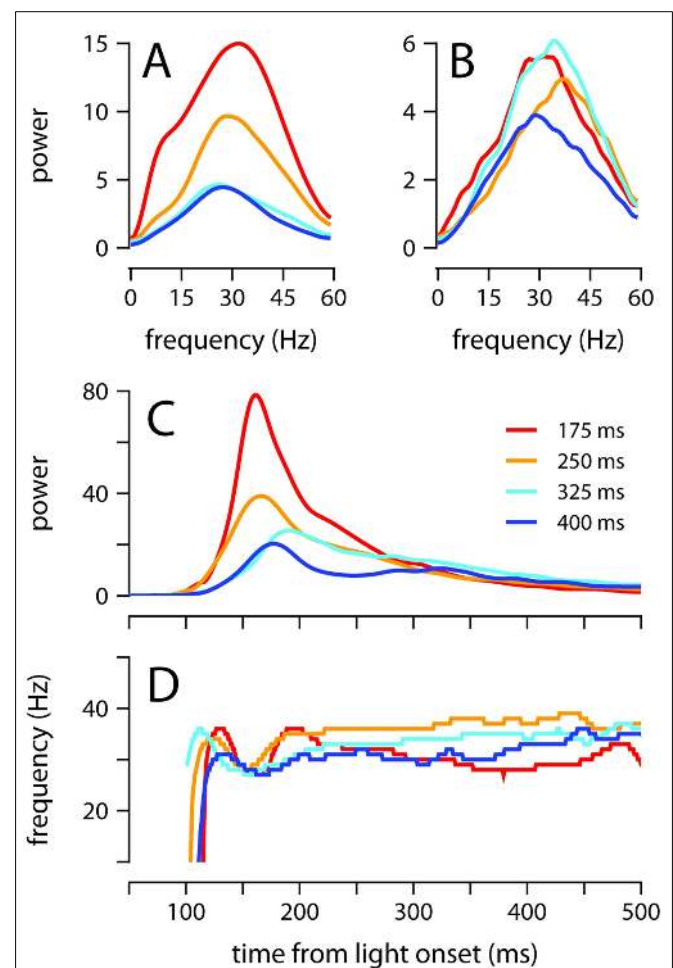 A
B
15
10
5
0
power
6
4
2
0
0 15 30 45 60
0 15 30 45 60
frequency (Hz)
frequency (Hz)
C
80
40
0
power
175 ms
250 ms
325 ms
400 ms
D
40
20
frequency (Hz)
100 200 300 400 500
time from light onset (ms)